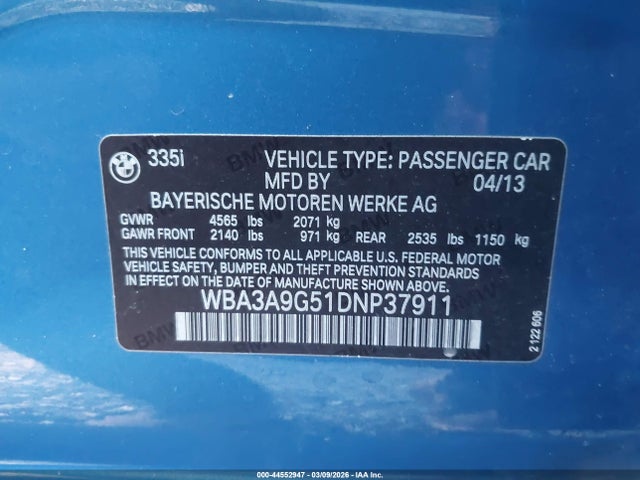 BMW
335i
VEHICLE TYPE: PASSENGER CAR
MFD BY 04/13
BAYERISCHE MOTOREN WERKE AG
GVWR 4565 lbs 2071 kg
GAWR FRONT 2140 lbs 971 kg REAR 2535 lbs 1150 kg
THIS VEHICLE CONFORMS TO ALL APPLICABLE U.S. FEDERAL MOTOR
VEHICLE SAFETY, BUMPER, AND THEFT PREVENTION STANDARDS
IN EFFECT ON THE DATE OF MANUFACTURE SHOWN ABOVE.
WBA3A9G51DNP37911
2 122 606
000-44552947 - 03/09/2026 - IAA Inc.